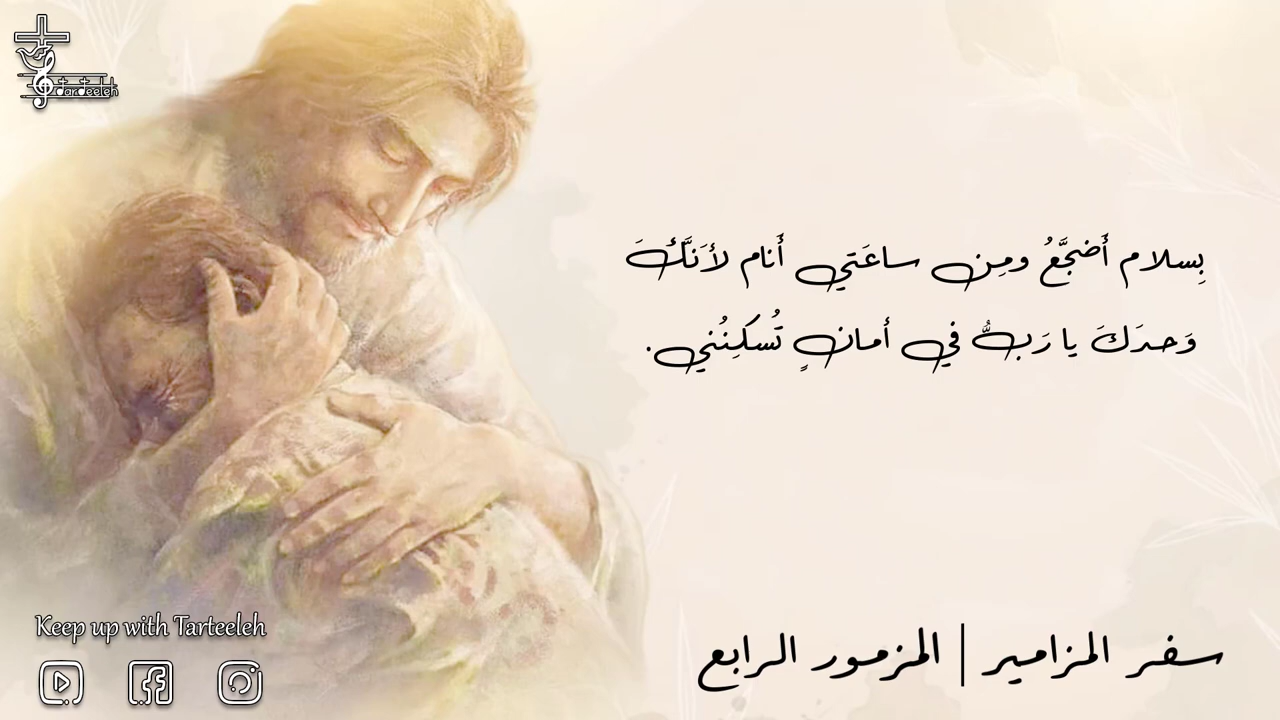 Tarteeleh
بِسلام أَضجَّعُ ومِن ساعَتي أَنام لأَنَّكَ
وَحدَكَ يا رَبُّ في أمانٍ تُسكِنُني.
Keep up with Tarteeleh
سفر المزامير | المزمور الرابع